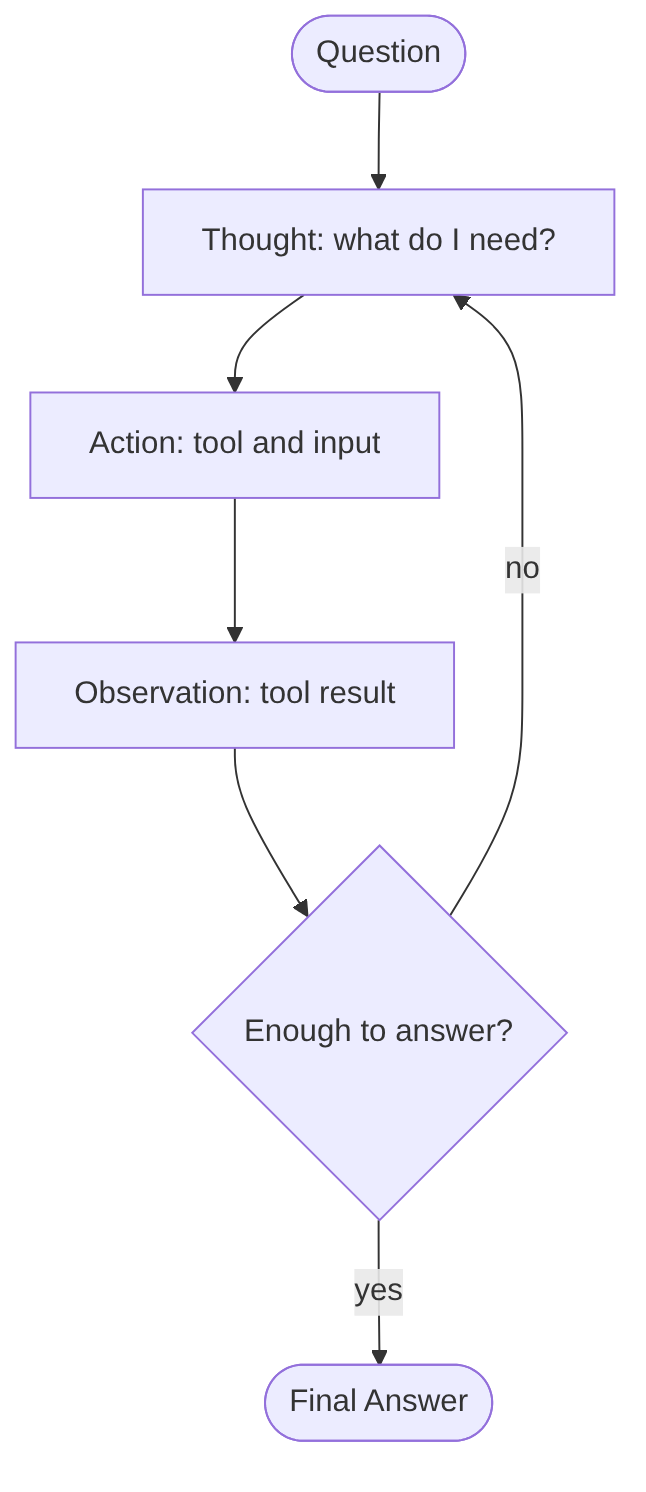 Question
Thought: what do I need?
Action: tool and input
no
Observation: tool result
Enough to answer?
yes
Final Answer